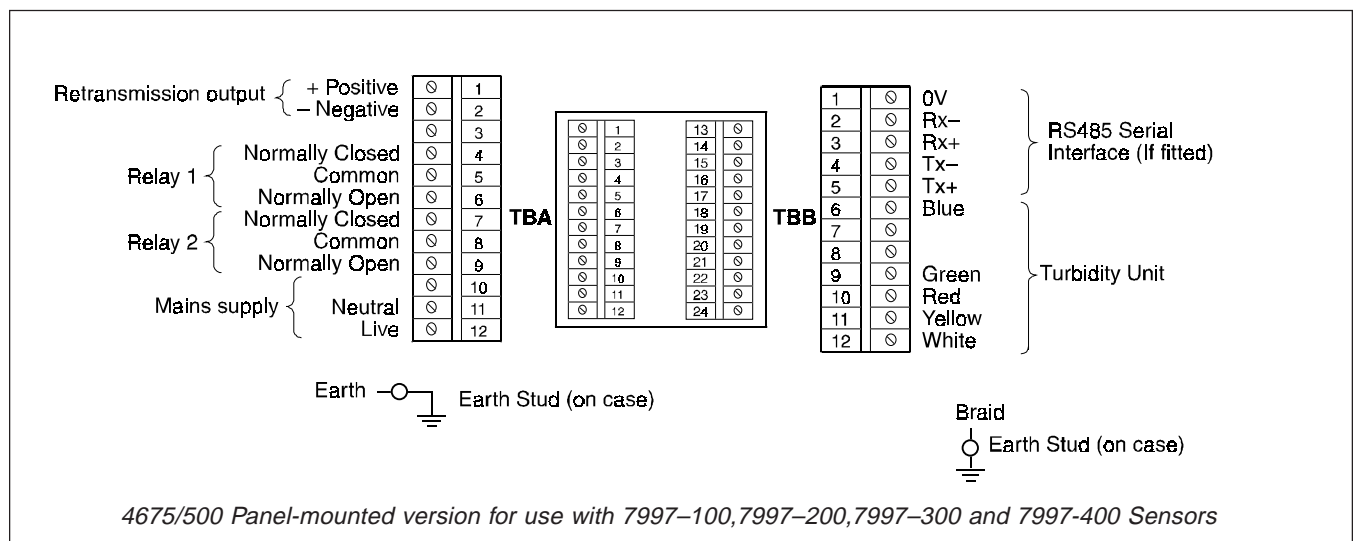 Retransmission output
+ Positive 1
– Negative 2
3
Relay 1
Normally Closed 4
Common 5
Normally Open 6
Relay 2
Normally Closed 7
Common 8
Normally Open 9
Mains supply
10
Neutral 11
Live 12
TBA
1 13
2 14
3 15
4 16
5 17
6 18
7 19
8 20
9 21
10 22
11 23
12 24
TBB
1 0V
2 Rx–
3 Rx+
4 Tx–
5 Tx+
RS485 Serial
Interface (If fitted)
6 Blue
7
8
9 Green
10 Red
11 Yellow
12 White
Turbidity Unit
Earth
Earth Stud (on case)
Braid
Earth Stud (on case)
4675/500 Panel-mounted version for use with 7997–100,7997–200,7997–300 and 7997-400 Sensors